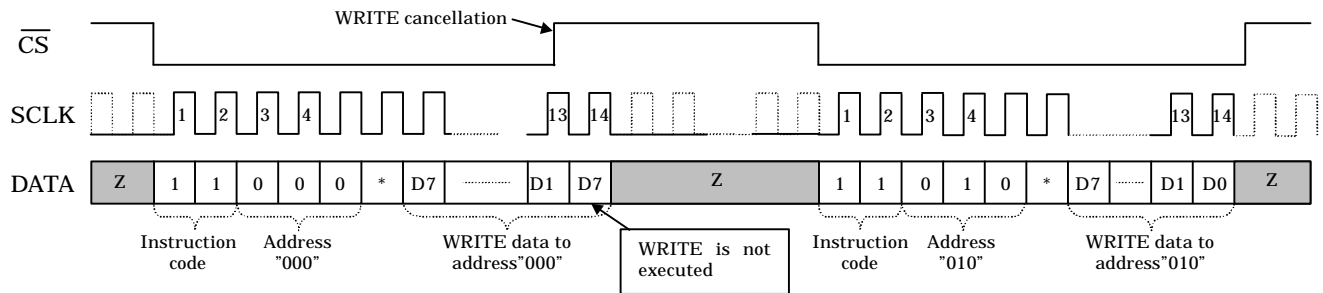 WRITE cancellation
CS
SCLK 1 2 3 4 13 14 1 2 3 4 13 14
DATA Z 1 1 0 0 0 * D7 D1 D7 Z 1 1 0 1 0 * D7 D1 D0 Z
Instruction code
Address "000"
WRITE data to address"000"
WRITE is not executed
Instruction code
Address "010"
WRITE data to address"010"